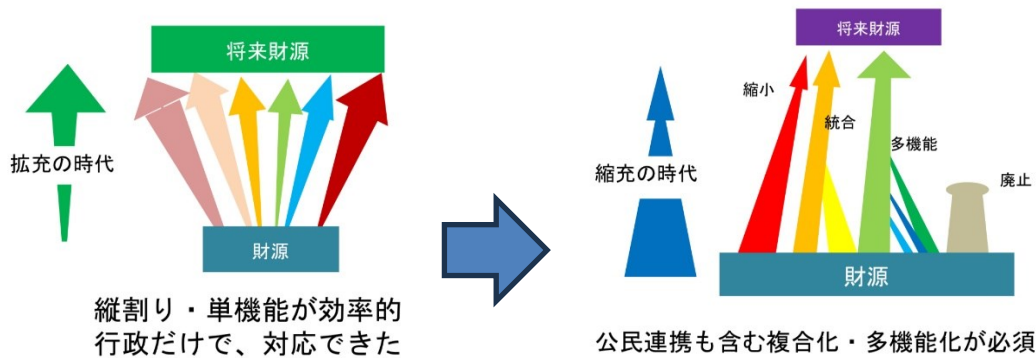 将来財源
拡充の時代
財源
縦割り・単機能が効率的
行政だけで、対応できた
将来財源
縮小
統合
多機能
縮充の時代
廃止
財源
公民連携も含む複合化・多機能化が必須